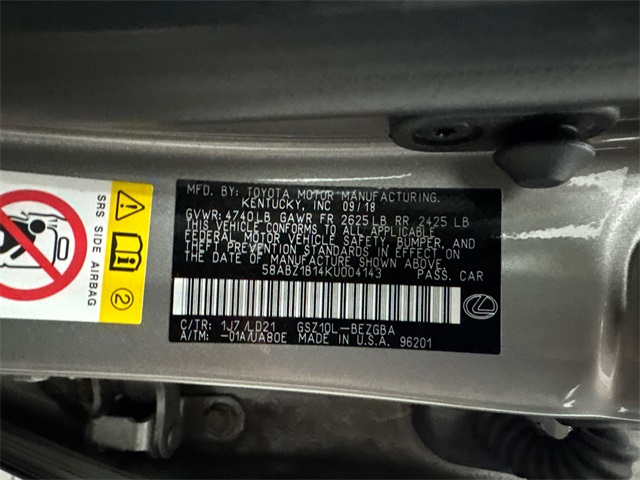 MFD. BY: TOYOTA MOTOR MANUFACTURING,
KENTUCKY, INC 09/18
GVWR: 4740LB GAWR FR 2625LB RR 2425 LB
THIS VEHICLE CONFORMS TO ALL APPLICABLE
FEDERAL MOTOR VEHICLE SAFETY, BUMPER, AND
THEFT PREVENTION STANDARDS IN EFFECT ON
THE DATE OF MANUFACTURE SHOWN ABOVE.
58ABZ1B14KU004143 PASS. CAR
C/TR: 1J7/LD21 GSZ10L-BEZGBA
A/TM: -01A/UA80E MADE IN U.S.A. 96201
SRS SIDE AIRBAG
2